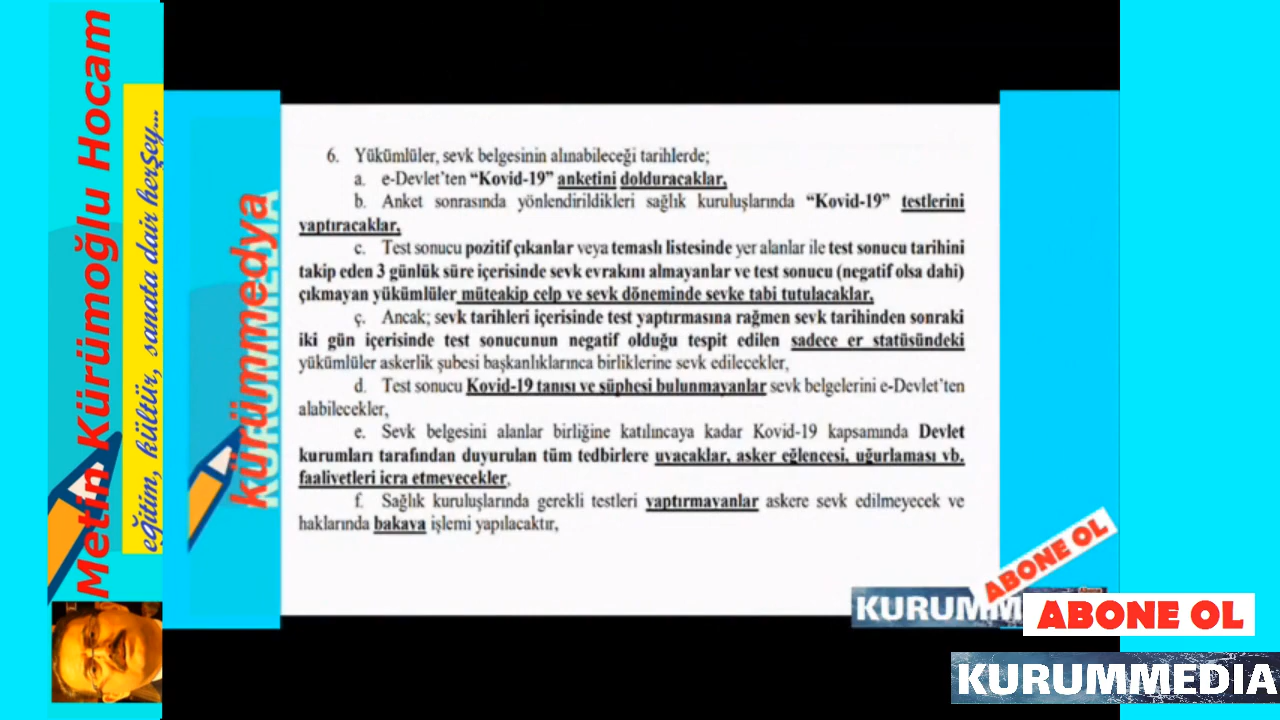 Metin Kürümoğlu Hocam
eğitim, kültür, sanata dair herşey...
kürümmedya
6. Yükümlüler, sevk belgesinin alınabileceği tarihlerde;
a. e-Devlet'ten “Kovid-19” anketini dolduracaklar,
b. Anket sonrasında yönlendirildikleri sağlık kuruluşlarında “Kovid-19” testlerini
yaptıracaklar,
c. Test sonucu pozitif çıkanlar veya temaslı listesinde yer alanlar ile test sonucu tarihini
takip eden 3 günlük süre içerisinde sevk evrakını almayanlar ve test sonucu (negatif olsa dahi)
çıkmayan yükümlüler müteakip celp ve sevk döneminde sevke tabi tutulacaklar,
ç. Ancak; sevk tarihleri içerisinde test yaptırmasına rağmen sevk tarihinden sonraki
iki gün içerisinde test sonucunun negatif olduğu tespit edilen sadece er statüsündeki
yükümlüler askerlik şubesi başkanlıklarınca birliklerine sevk edilecekler,
d. Test sonucu Kovid-19 tanısı ve şüphesi bulunmayanlar sevk belgelerini e-Devlet'ten
alabilecekler,
e. Sevk belgesini alanlar birliğine katılıncaya kadar Kovid-19 kapsamında Devlet
kurumları tarafından duyurulan tüm tedbirlere uyacaklar, asker eğlencesi, uğurlaması vb.
faaliyetleri icra etmeyecekler,
f. Sağlık kuruluşlarında gerekli testleri yaptırmayanlar askere sevk edilmeyecek ve
haklarında bakaya işlemi yapılacaktır,
ABONE OL
KURUMM
ABONE OL
KURUMMEDIA